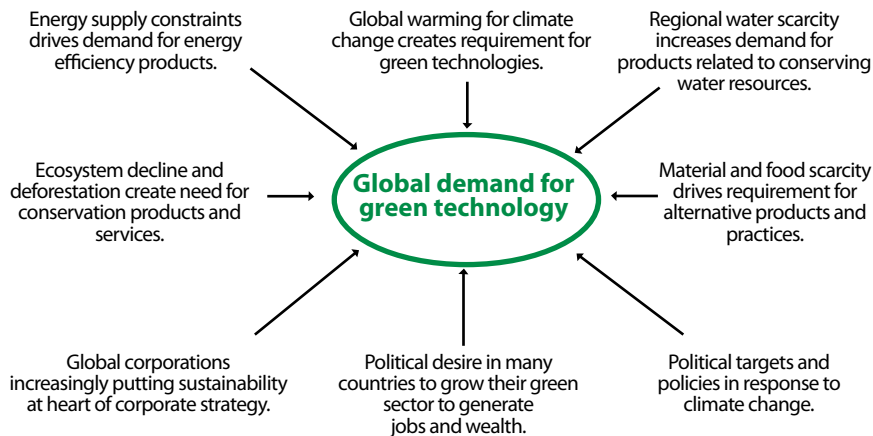 Energy supply constraints
drives demand for energy
efficiency products.
Global warming for climate
change creates requirement for
green technologies.
Regional water scarcity
increases demand for
products related to conserving
water resources.
Ecosystem decline and
deforestation create need for
conservation products and
services.
Global demand for
green technology
Material and food scarcity
drives requirement for
alternative products and
practices.
Global corporations
increasingly putting sustainability
at heart of corporate strategy.
Political desire in many
countries to grow their green
sector to generate
jobs and wealth.
Political targets and
policies in response to
climate change.